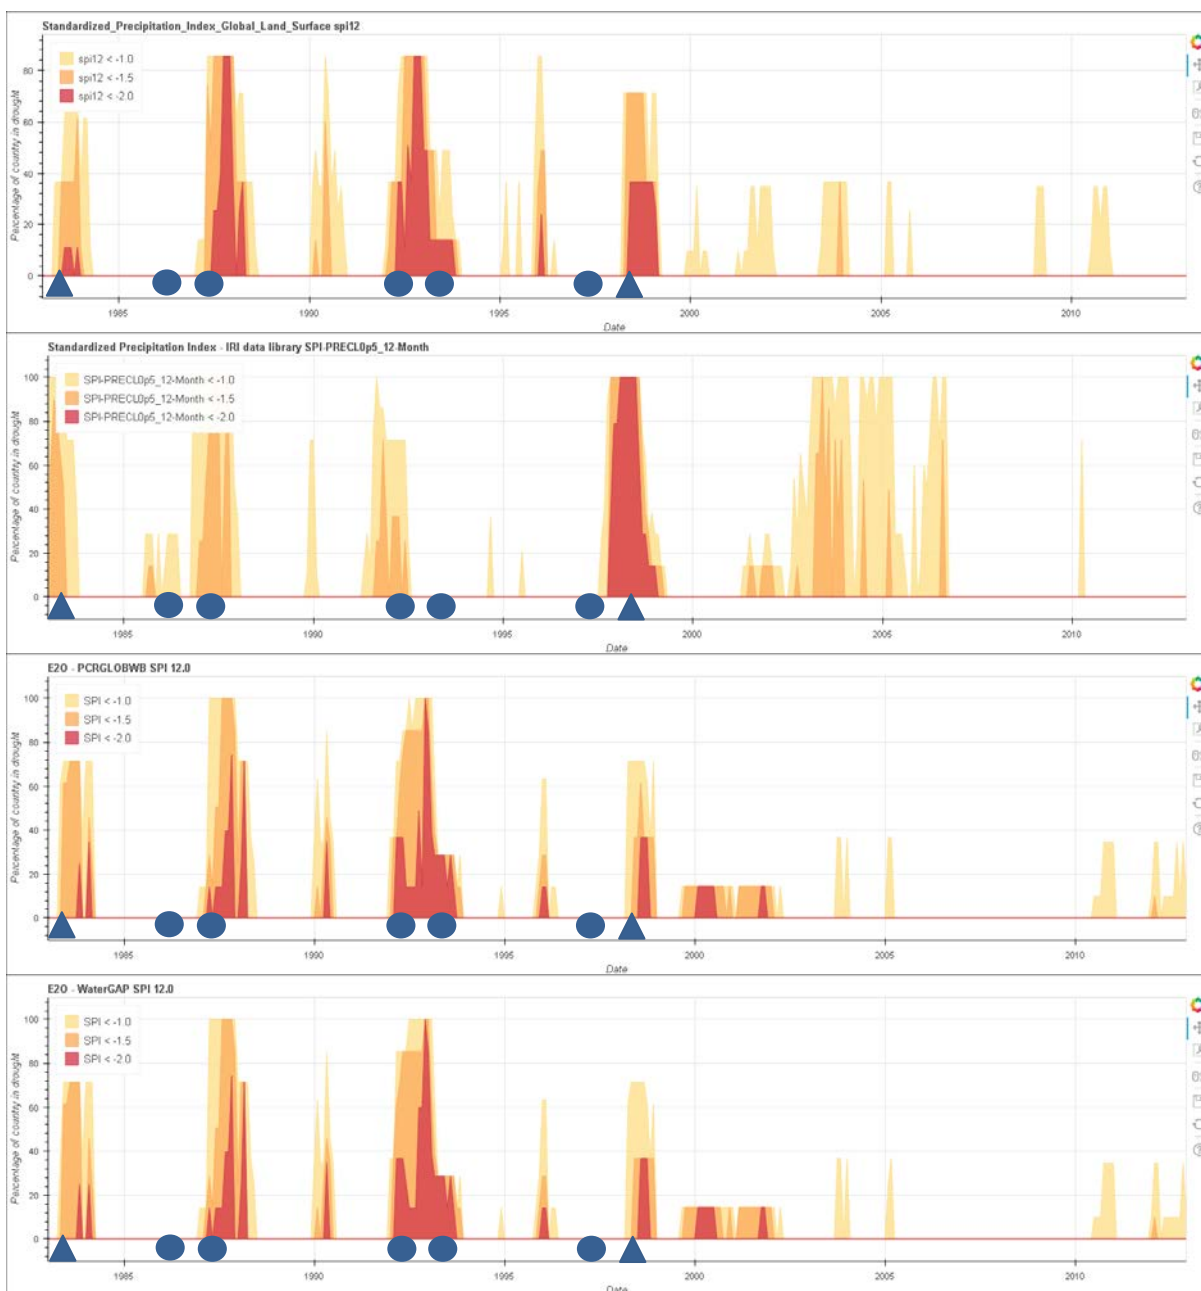 Standardized_Precipitation_Index_Global_Land_Surface spi12
spi12 < -1.0
spi12 < -1.5
spi12 < -2.0
Percentage of country in drought
80
60
40
20
0
1985 1990 1995 2000 2005 2010
Date
Standardized Precipitation Index - IRI data library SPI-PRECL0p5_12-Month
SPI-PRECL0p5_12-Month < -1.0
SPI-PRECL0p5_12-Month < -1.5
SPI-PRECL0p5_12-Month < -2.0
Percentage of country in drought
100
80
60
40
20
0
1985 1990 1995 2000 2005 2010
Date
E2O - PCRGLOBWB SPI 12.0
SPI < -1.0
SPI < -1.5
SPI < -2.0
Percentage of country in drought
100
80
60
40
20
0
1985 1990 1995 2000 2005 2010
Date
E2O - WaterGAP SPI 12.0
SPI < -1.0
SPI < -1.5
SPI < -2.0
Percentage of country in drought
100
80
60
40
20
0
1985 1990 1995 2000 2005 2010
Date